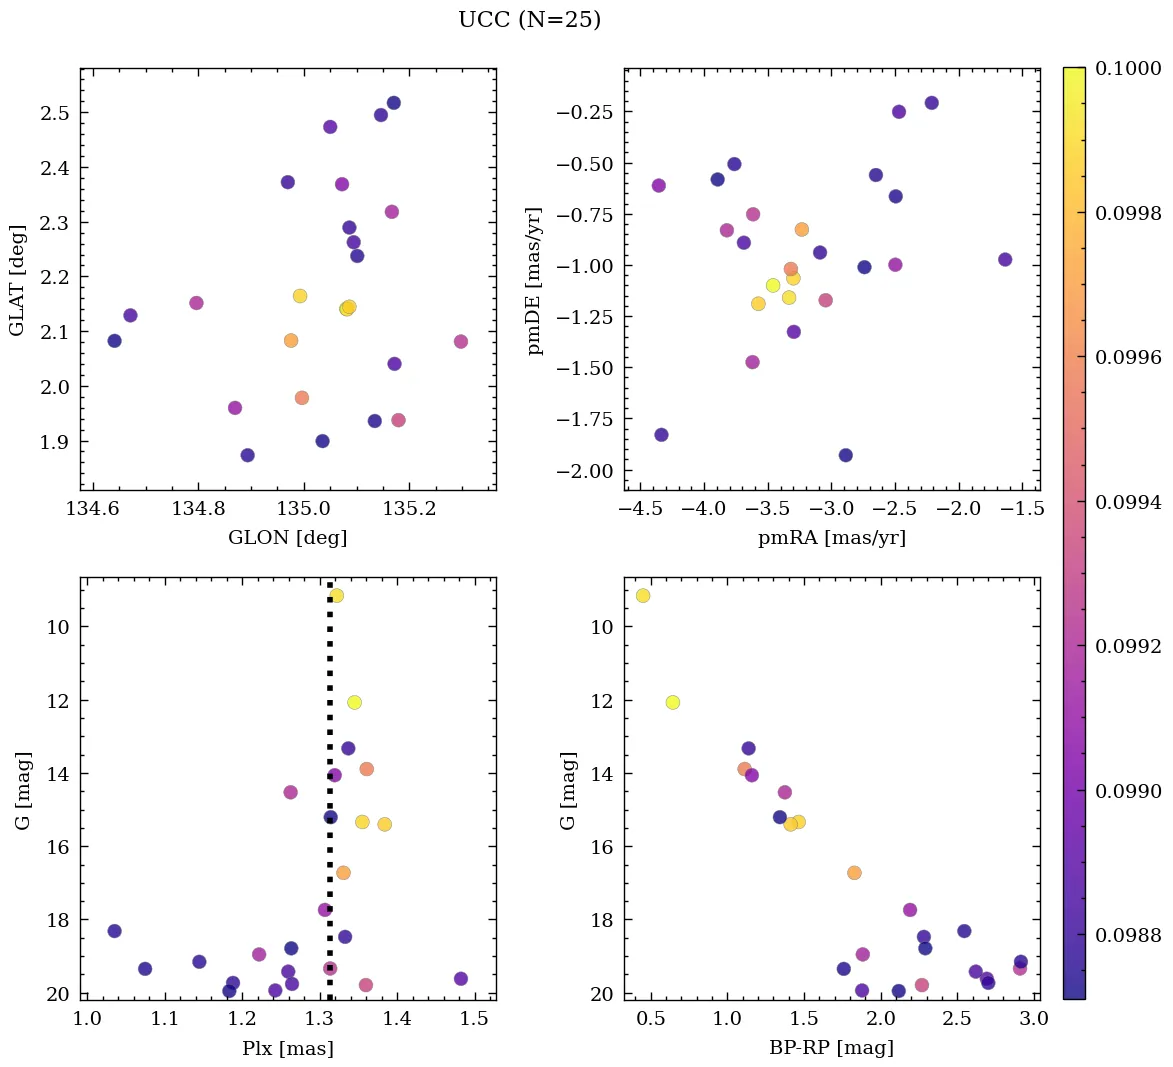 UCC (N=25)
2.5
2.4
2.3
2.2
2.1
2.0
1.9
GLAT [deg]
134.6 134.8 135.0 135.2
GLON [deg]
−0.25
−0.50
−0.75
−1.00
−1.25
−1.50
−1.75
−2.00
pmDE [mas/yr]
−4.5 −4.0 −3.5 −3.0 −2.5 −2.0 −1.5
pmRA [mas/yr]
10
12
14
16
18
20
G [mag]
1.0 1.1 1.2 1.3 1.4 1.5
Plx [mas]
10
12
14
16
18
20
G [mag]
0.5 1.0 1.5 2.0 2.5 3.0
BP-RP [mag]
0.1000
0.0998
0.0996
0.0994
0.0992
0.0990
0.0988